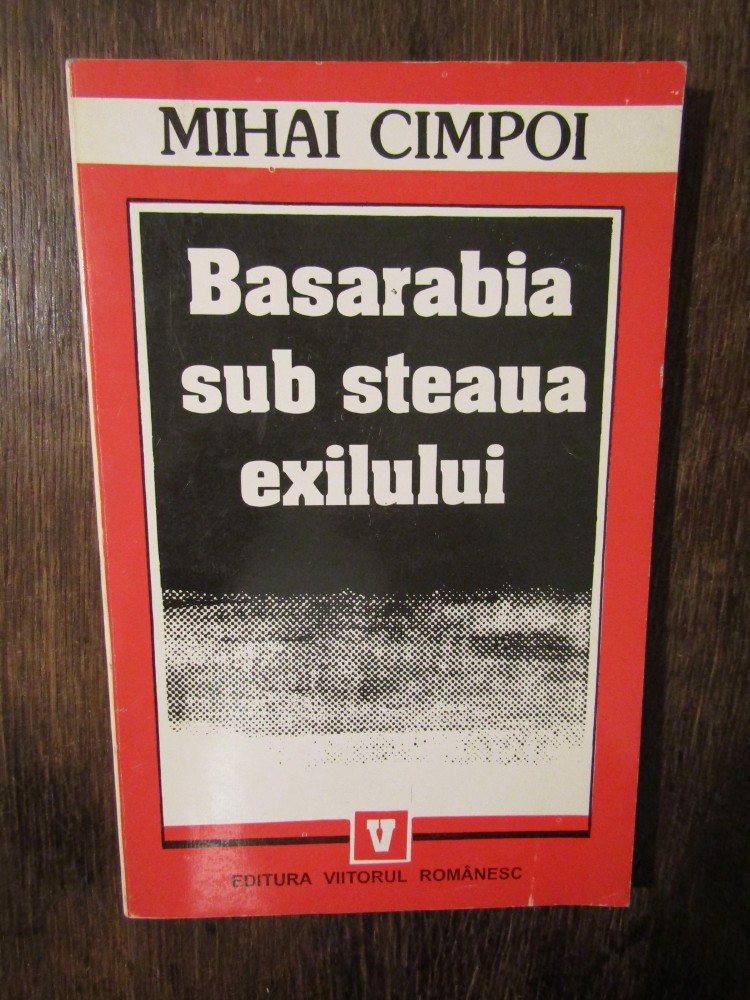 MIHAI CIMPOI
Basarabia
sub steaua
exilului
V
EDITURA VIITORUL ROMÂNESC